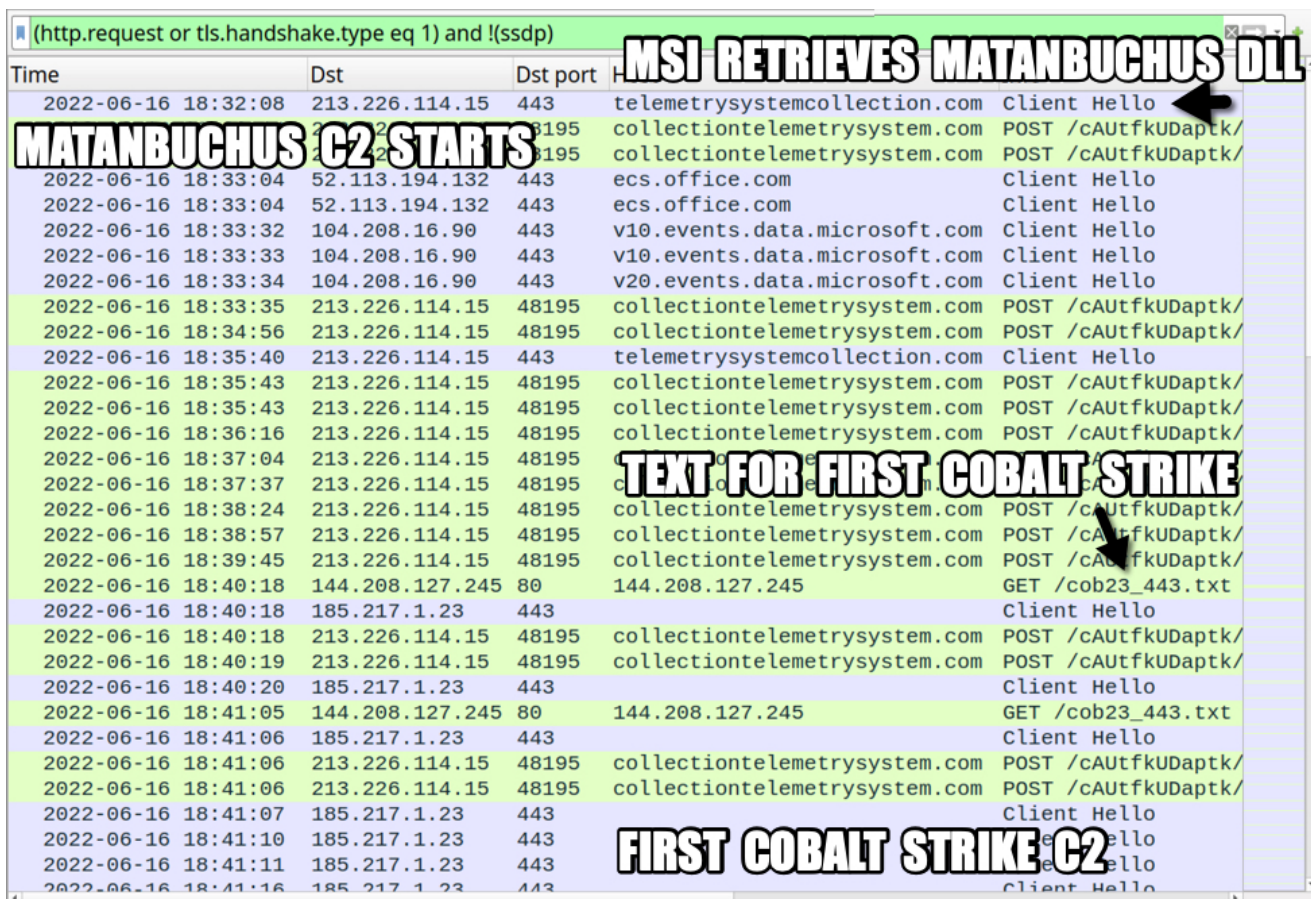 (http.request or tls.handshake.type eq 1) and !(ssdp)
MSI RETRIEVES MATANBUCHUS DLL
Time Dst Dst port
2022-06-16 18:32:08 213.226.114.15 443 telemetrysystemcollection.com Client Hello
collectiontelemetrysystem.com POST /cAUtfkUDaptk/
MATANBUCHUS C2 STARTS
collectiontelemetrysystem.com POST /cAUtfkUDaptk/
2022-06-16 18:33:04 52.113.194.132 443 ecs.office.com Client Hello
2022-06-16 18:33:04 52.113.194.132 443 ecs.office.com Client Hello
2022-06-16 18:33:32 104.208.16.90 443 v10.events.data.microsoft.com Client Hello
2022-06-16 18:33:33 104.208.16.90 443 v10.events.data.microsoft.com Client Hello
2022-06-16 18:33:34 104.208.16.90 443 v20.events.data.microsoft.com Client Hello
2022-06-16 18:33:35 213.226.114.15 48195 collectiontelemetrysystem.com POST /cAUtfkUDaptk/
2022-06-16 18:34:56 213.226.114.15 48195 collectiontelemetrysystem.com POST /cAUtfkUDaptk/
2022-06-16 18:35:40 213.226.114.15 443 telemetrysystemcollection.com Client Hello
2022-06-16 18:35:43 213.226.114.15 48195 collectiontelemetrysystem.com POST /cAUtfkUDaptk/
2022-06-16 18:35:43 213.226.114.15 48195 collectiontelemetrysystem.com POST /cAUtfkUDaptk/
2022-06-16 18:36:16 213.226.114.15 48195 collectiontelemetrysystem.com POST /cAUtfkUDaptk/
2022-06-16 18:37:04 213.226.114.15 48195
TEXT FOR FIRST COBALT STRIKE
2022-06-16 18:37:37 213.226.114.15 48195
2022-06-16 18:38:24 213.226.114.15 48195 collectiontelemetrysystem.com POST /cAUtfkUDaptk/
2022-06-16 18:38:57 213.226.114.15 48195 collectiontelemetrysystem.com POST
2022-06-16 18:39:45 213.226.114.15 48195 collectiontelemetrysystem.com POST
2022-06-16 18:40:18 144.208.127.245 80 144.208.127.245 GET /cob23_443.txt
2022-06-16 18:40:18 185.217.1.23 443 Client Hello
2022-06-16 18:40:18 213.226.114.15 48195 collectiontelemetrysystem.com POST /cAUtfkUDaptk/
2022-06-16 18:40:19 213.226.114.15 48195 collectiontelemetrysystem.com POST /cAUtfkUDaptk/
2022-06-16 18:40:20 185.217.1.23 443 Client Hello
2022-06-16 18:41:05 144.208.127.245 80 144.208.127.245 GET /cob23_443.txt
2022-06-16 18:41:06 185.217.1.23 443 Client Hello
2022-06-16 18:41:06 213.226.114.15 48195 collectiontelemetrysystem.com POST /cAUtfkUDaptk/
2022-06-16 18:41:06 213.226.114.15 48195 collectiontelemetrysystem.com POST /cAUtfkUDaptk/
2022-06-16 18:41:07 185.217.1.23 443 Client Hello
2022-06-16 18:41:10 185.217.1.23 443
FIRST COBALT STRIKE C2
2022-06-16 18:41:11 185.217.1.23 443
2022-06-16 18:41:16 185.217.1.23 443 Client Hello